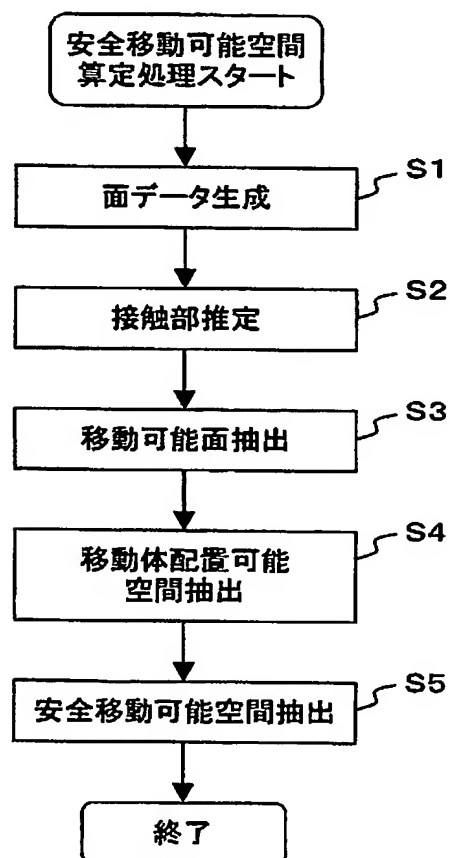 安全移動可能空間
算定処理スタート
面データ生成
S1
接触部推定
S2
移動可能面抽出
S3
移動体配置可能
空間抽出
S4
安全移動可能空間抽出
S5
終了